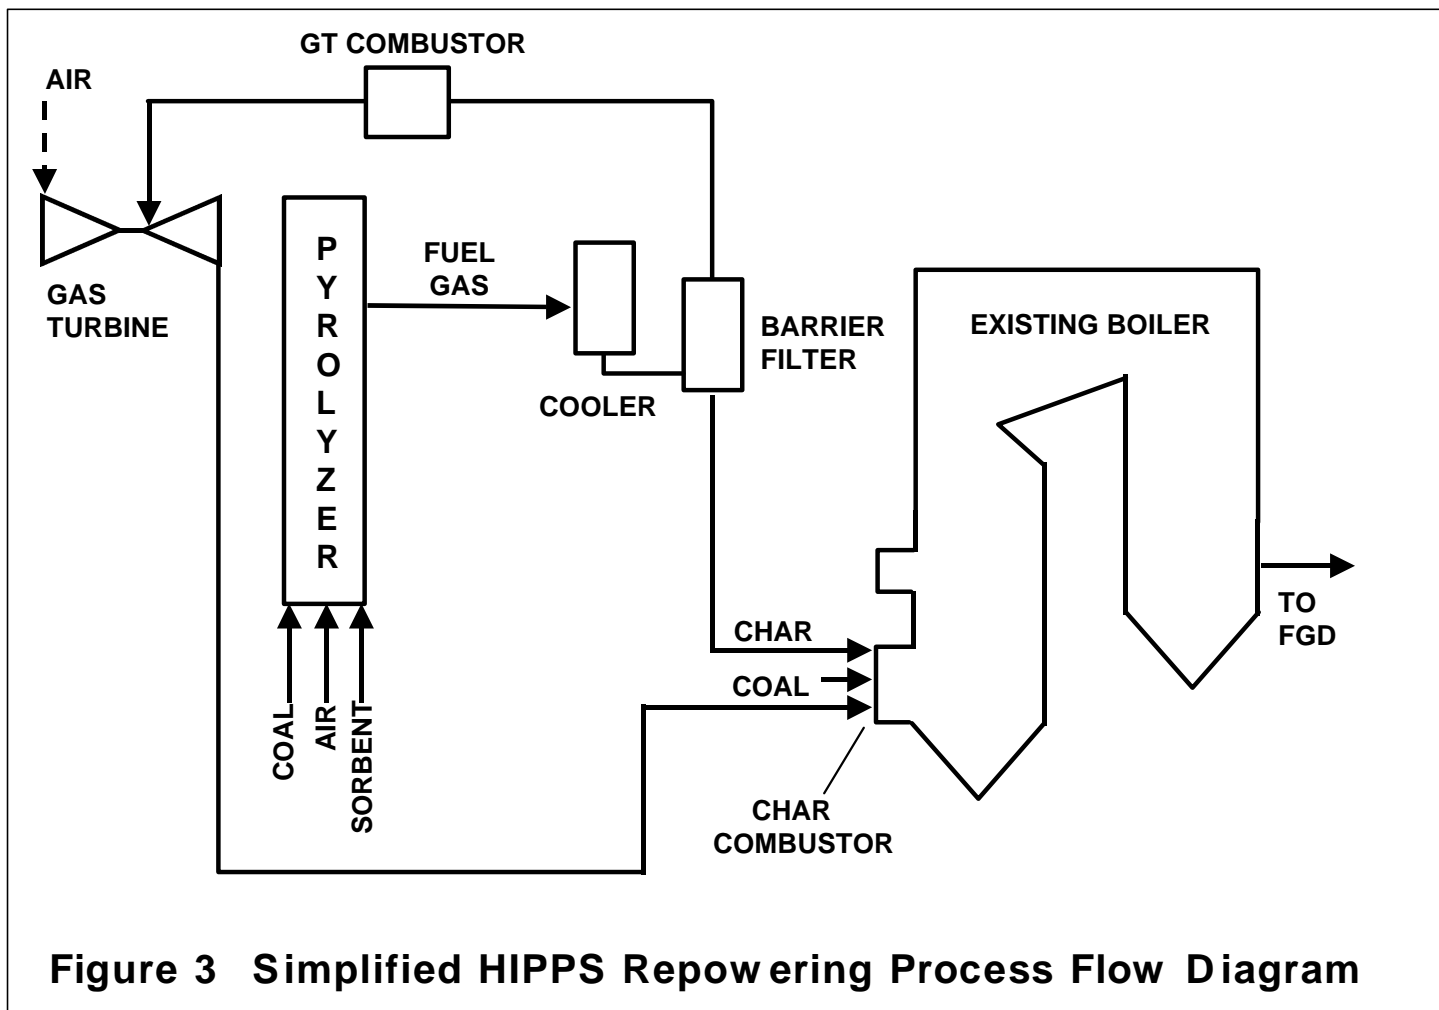 GT COMBUSTOR
AIR
GAS
TURBINE
PYROLYZER
FUEL
GAS
COOLER
BARRIER
FILTER
EXISTING BOILER
COAL
AIR
SORBENT
CHAR
COAL
CHAR
COMBUSTOR
TO
FGD
Figure 3 Simplified HIPPS Repowering Process Flow Diagram